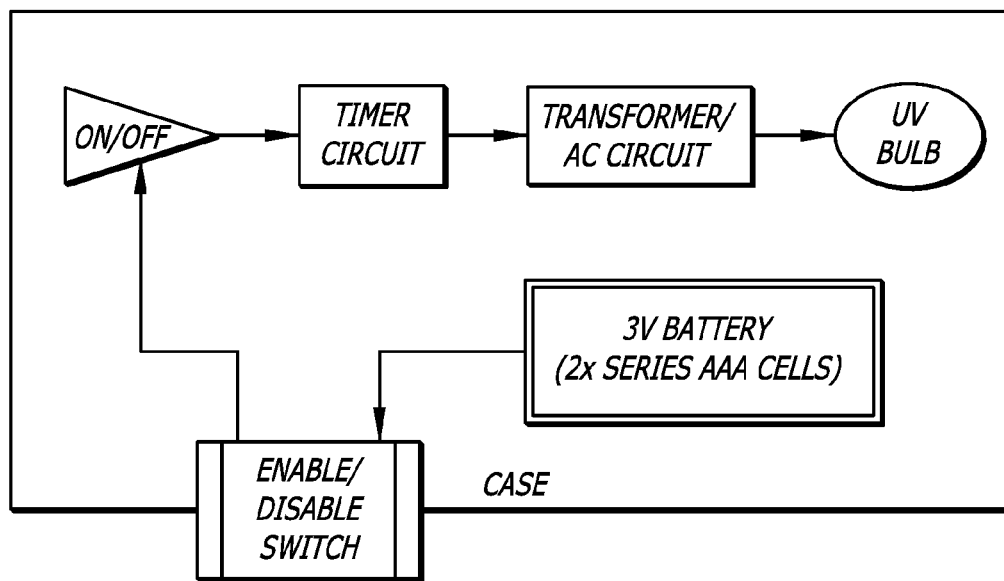 ON/OFF
TIMER
CIRCUIT
TRANSFORMER/
AC CIRCUIT
UV
BULB
3V BATTERY
(2x SERIES AAA CELLS)
ENABLE/
DISABLE
SWITCH
CASE